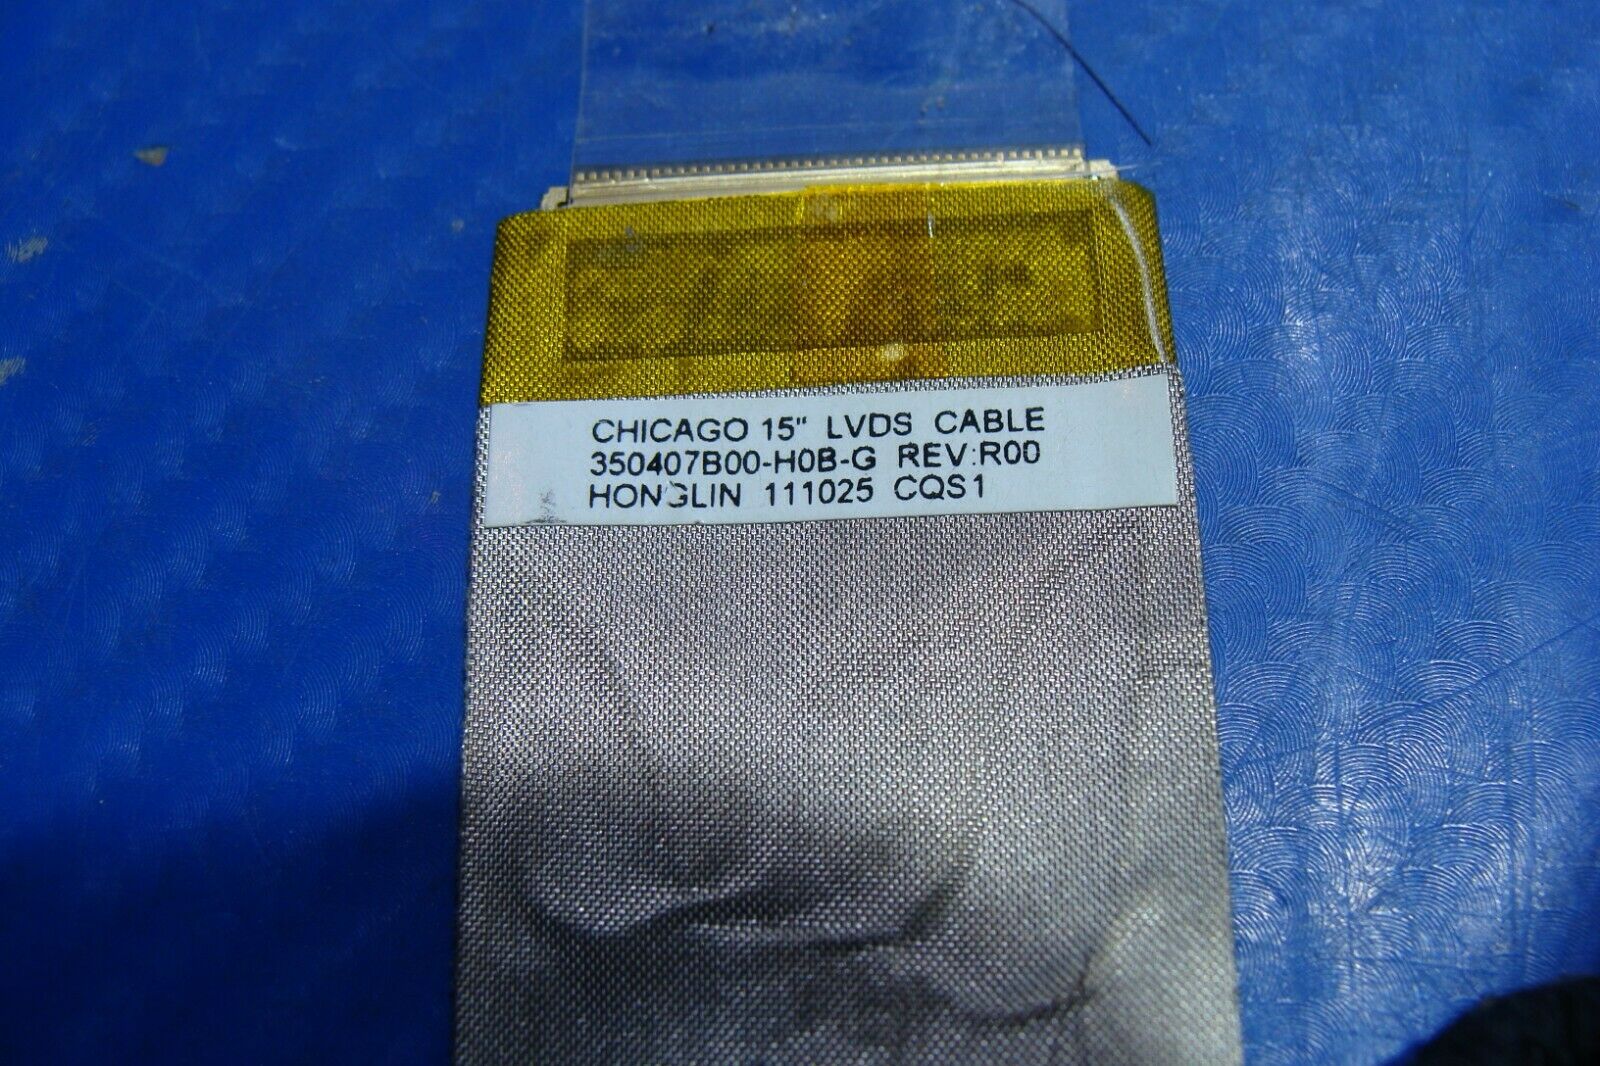 CHICAGO 15" LVDS CABLE
350407B00-H0B-G REV:R00
HONGLIN 111025 CQS1